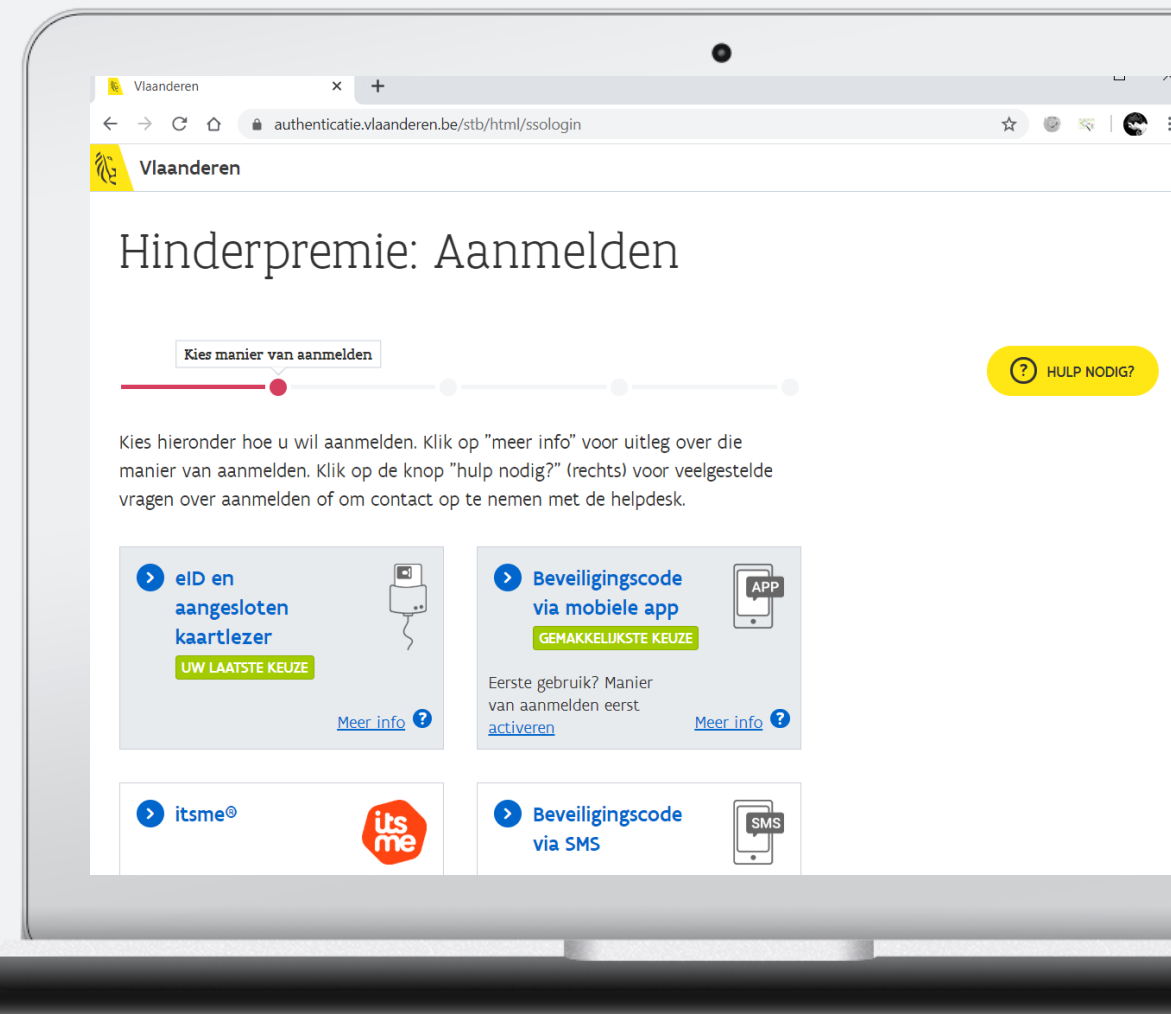 Vlaanderen
authenticatie.vlaanderen.be/stb/html/ssologin
Vlaanderen
Hinderpremie: Aanmelden
Kies manier van aanmelden
? HULP NODIG?
Kies hieronder hoe u wil aanmelden. Klik op "meer info" voor uitleg over die
manier van aanmelden. Klik op de knop "hulp nodig?" (rechts) voor veelgestelde
vragen over aanmelden of om contact op te nemen met de helpdesk.
eID en
aangesloten
kaartlezer
UW LAATSTE KEUZE
Meer info ?
Beveiligingscode
via mobiele app
GEMAKKELIJKSTE KEUZE
APP
Eerste gebruik? Manier
van aanmelden eerst
activeren
Meer info ?
itsme®
its
me
Beveiligingscode
via SMS
SMS